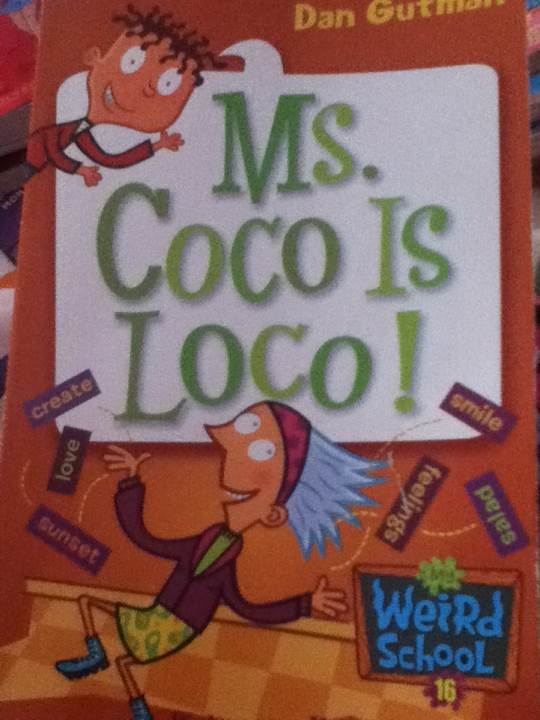 Dan Gutman
Ms.
Coco Is
Loco!
create
love
sunset
smile
feelings
salad
My
Weird
School
16